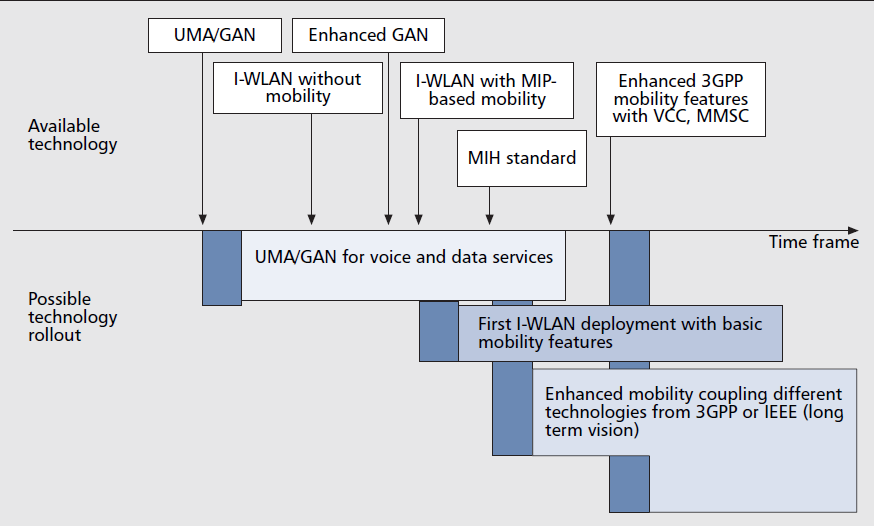 UMA/GAN
Enhanced GAN
I-WLAN without
mobility
I-WLAN with MIP-
based mobility
Enhanced 3GPP
mobility features
with VCC, MMSC
Available
technology
MIH standard
Time frame
UMA/GAN for voice and data services
Possible
technology
rollout
First I-WLAN deployment with basic
mobility features
Enhanced mobility coupling different
technologies from 3GPP or IEEE (long
term vision)